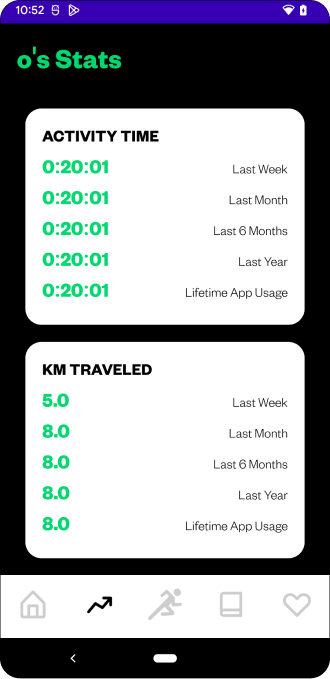 10:52
o's Stats
ACTIVITY TIME
0:20:01 Last Week
0:20:01 Last Month
0:20:01 Last 6 Months
0:20:01 Last Year
0:20:01 Lifetime App Usage
KM TRAVELED
5.0 Last Week
8.0 Last Month
8.0 Last 6 Months
8.0 Last Year
8.0 Lifetime App Usage